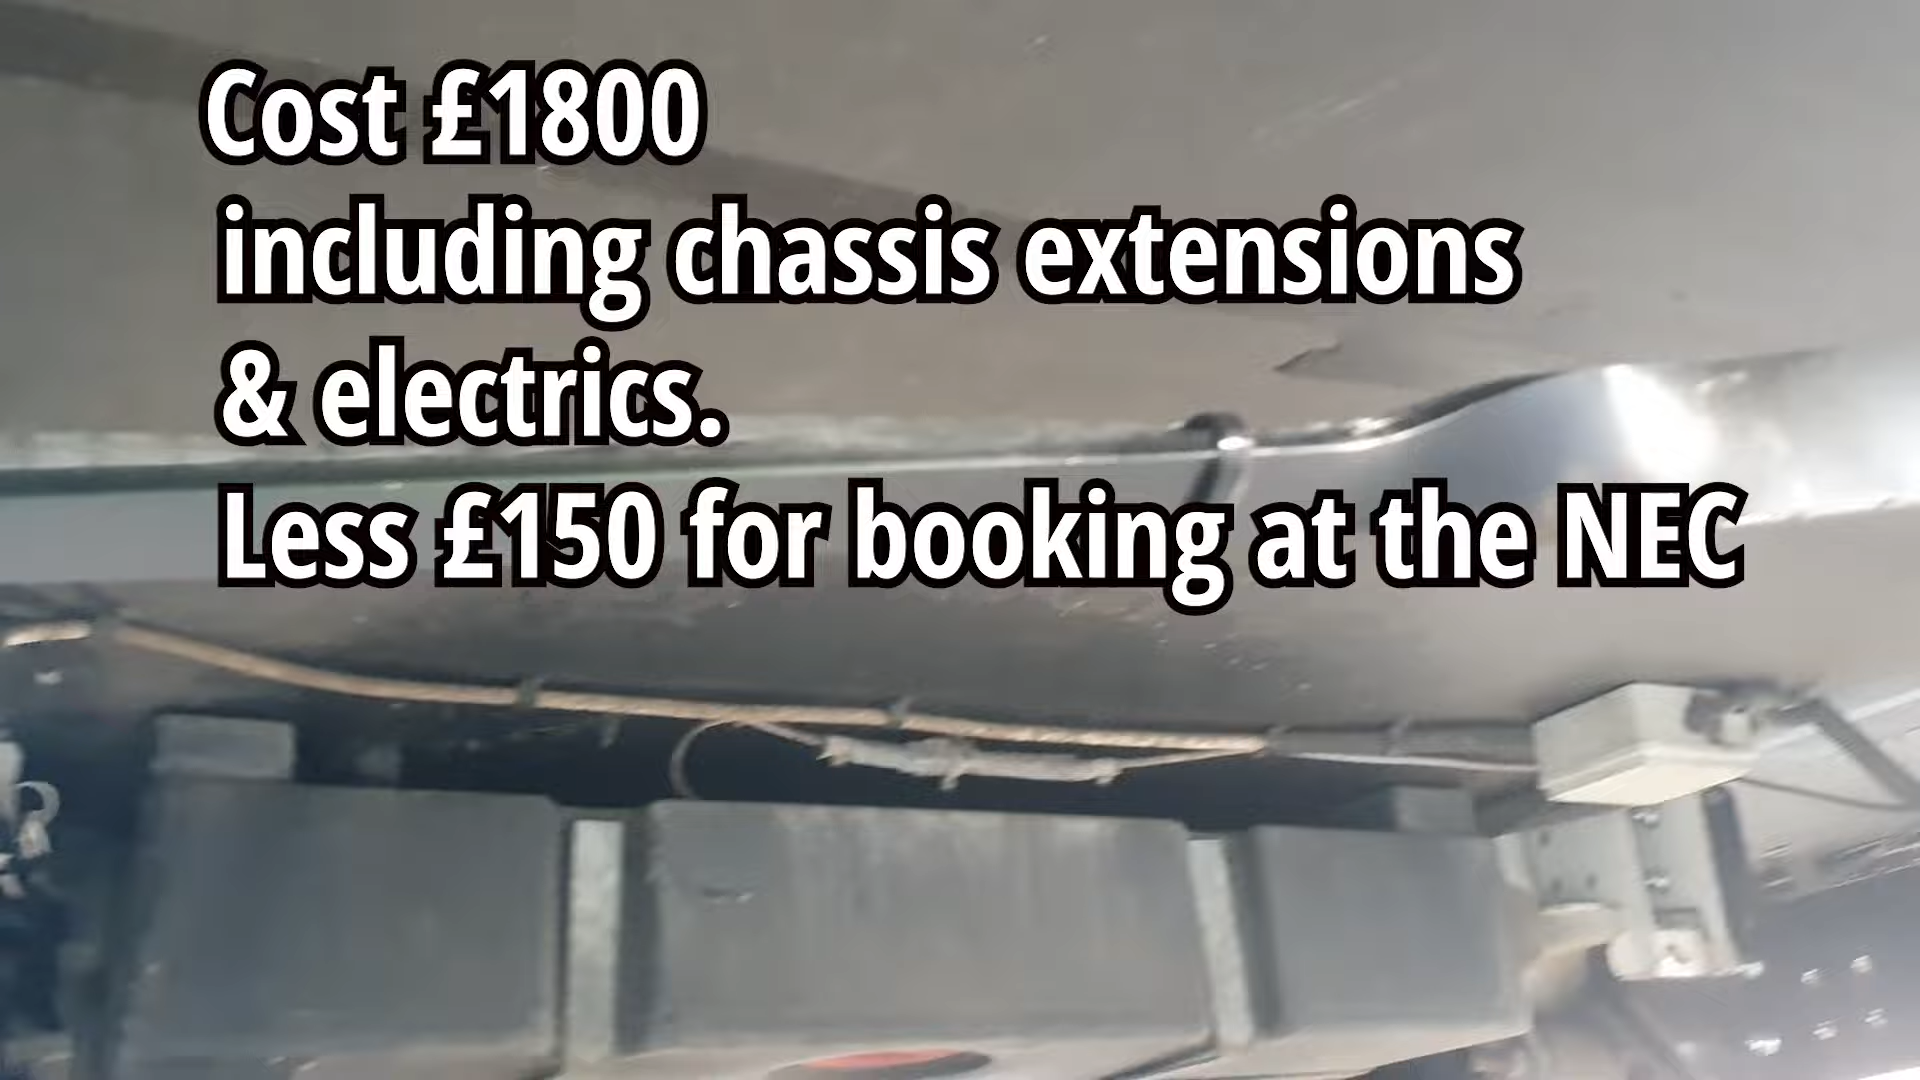 Cost £1800
including chassis extensions
& electrics.
Less £150 for booking at the NEC